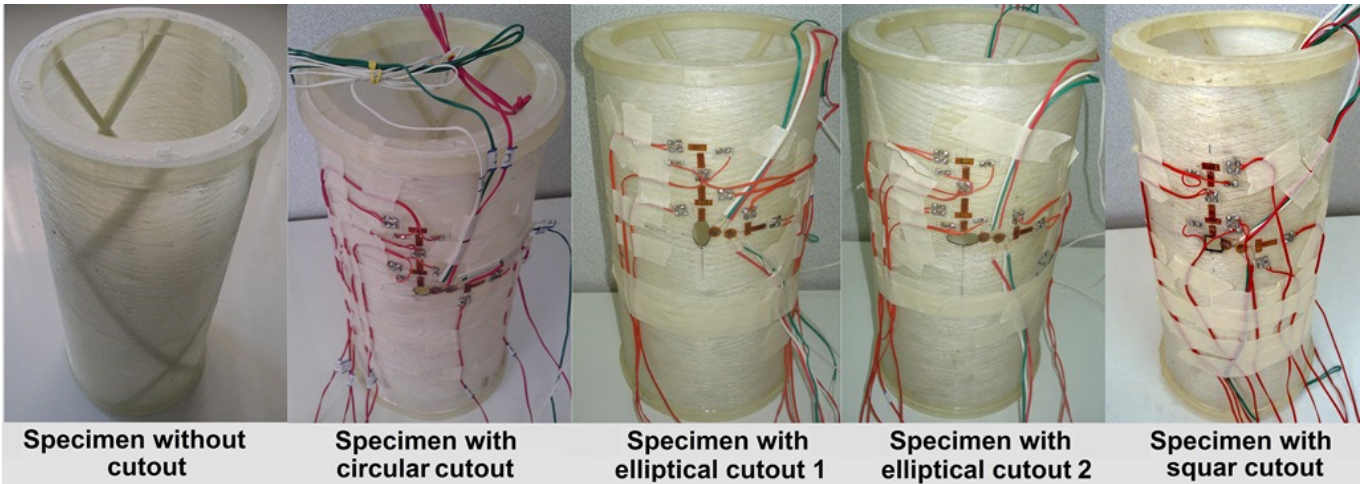 Specimen without
cutout
Specimen with
circular cutout
Specimen with
elliptical cutout 1
Specimen with
elliptical cutout 2
Specimen with
squar cutout